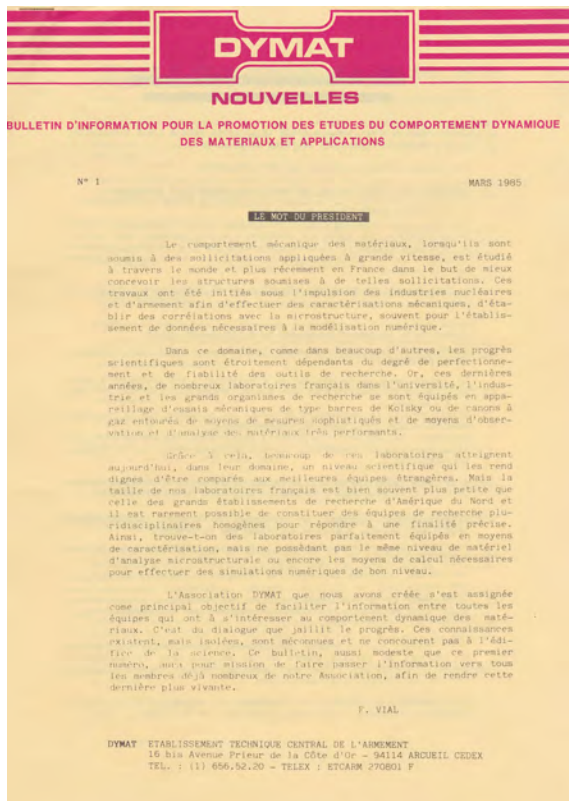 DYMAT
NOUVELLES
BULLETIN D'INFORMATION POUR LA PROMOTION DES ETUDES DU COMPORTEMENT DYNAMIQUE
DES MATERIAUX ET APPLICATIONS
N° 1 MARS 1985
LE MOT DU PRESIDENT
Le comportement mécanique des matériaux, lorsqu'ils sont
soumis à des sollicitations appliquées à grande vitesse, est étudié
à travers le monde et plus récemment en France dans le but de mieux
concevoir les structures soumises à de telles sollicitations. Ces
travaux ont été initiés sous l'impulsion des industries nucléaires
et d'armement afin d'effectuer des caractérisations mécaniques, d'éta-
blir des corrélations avec la microstructure, souvent pour l'établis-
sement de données nécessaires à la modélisation numérique.
Dans ce domaine, comme dans beaucoup d'autres, les progrès
scientifiques sont étroitement dépendants du degré de perfectionne-
ment et de fiabilité des outils de recherche. Or, ces dernières
années, de nombreux laboratoires français dans l'université, l'indus-
trie et les grands organismes de recherche se sont équipés en appa-
reillage d'essais mécaniques de type barres de Kolsky ou de canons à
gaz entourés de moyens de mesures sophistiqués et de moyens d'obser-
vation et d'analyse des matériaux très performants.
Grâce à cela, beaucoup de ces laboratoires atteignent
aujourd'hui, dans leur domaine, un niveau scientifique qui les rend
dignes d'être comparés aux meilleures équipes étrangères. Mais la
taille de nos laboratoires français est bien souvent plus petite que
celle des grands établissements de recherche d'Amérique du Nord et
il est rarement possible de constituer des équipes de recherche plu-
ridisciplinaires homogènes pour répondre à une finalité précise.
Ainsi, trouve-t-on des laboratoires parfaitement équipés en moyens
de caractérisation, mais ne possédant pas le même niveau de matériel
d'analyse microstructurale ou encore les moyens de calcul nécessaires
pour effectuer des simulations numériques de bon niveau.
L'Association DYMAT que nous avons créée s'est assignée
come principal objectif de faciliter l'information entre toutes les
équipes qui ont à s'intéresser au comportement dynamique des maté-
riaux. C'est du dialogue que jaillit le progrès. Ces connaissances
existent, mais isolées, sont méconnues et ne concourent pas à l'édi-
fice de la science. Ce bulletin, aussi modeste que ce premier
numéro, aura pour mission de faire passer l'information vers tous
les membres déjà nombreux de notre Association, afin de rendre cette
dernière plus vivante.
F. VIAL
DYMAT ETABLISSEMENT TECHNIQUE CENTRAL DE L'ARMEMENT
16 bis Avenue Prieur de la Côte d'Or - 94114 ARCUEIL CEDEX
TEL. : (1) 656.52.20 - TELEX : ETCARM 270801 F